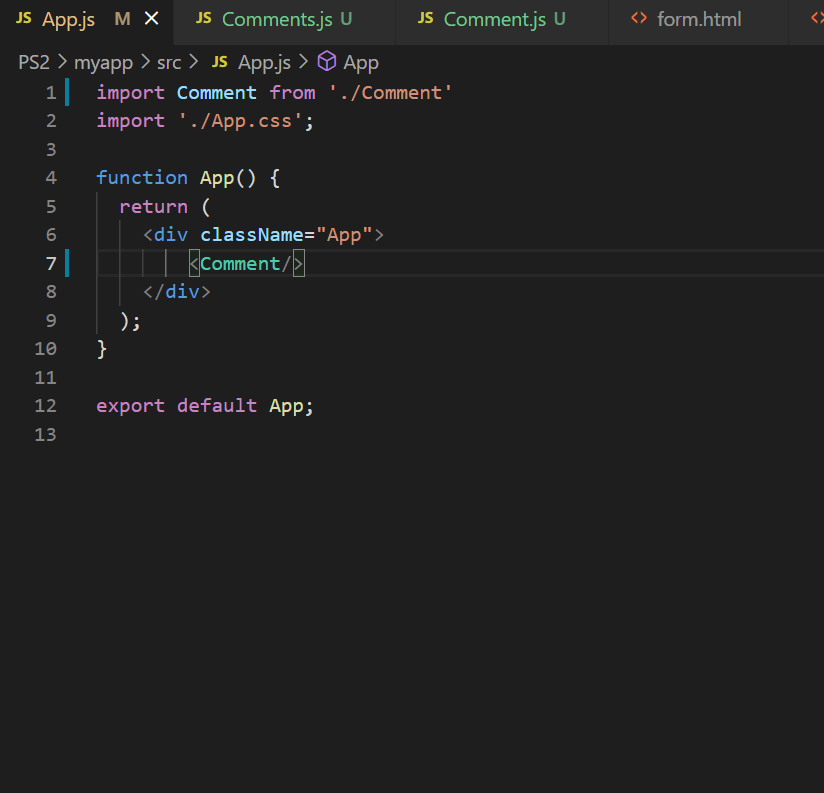 JS App.js M JS Comments.js U JS Comment.js U <> form.html
PS2 > myapp > src > JS App.js > App
1 import Comment from './Comment'
2 import './App.css';
3
4 function App() {
5 return (
6 <div className="App">
7 <Comment/>
8 </div>
9 );
10 }
11
12 export default App;
13